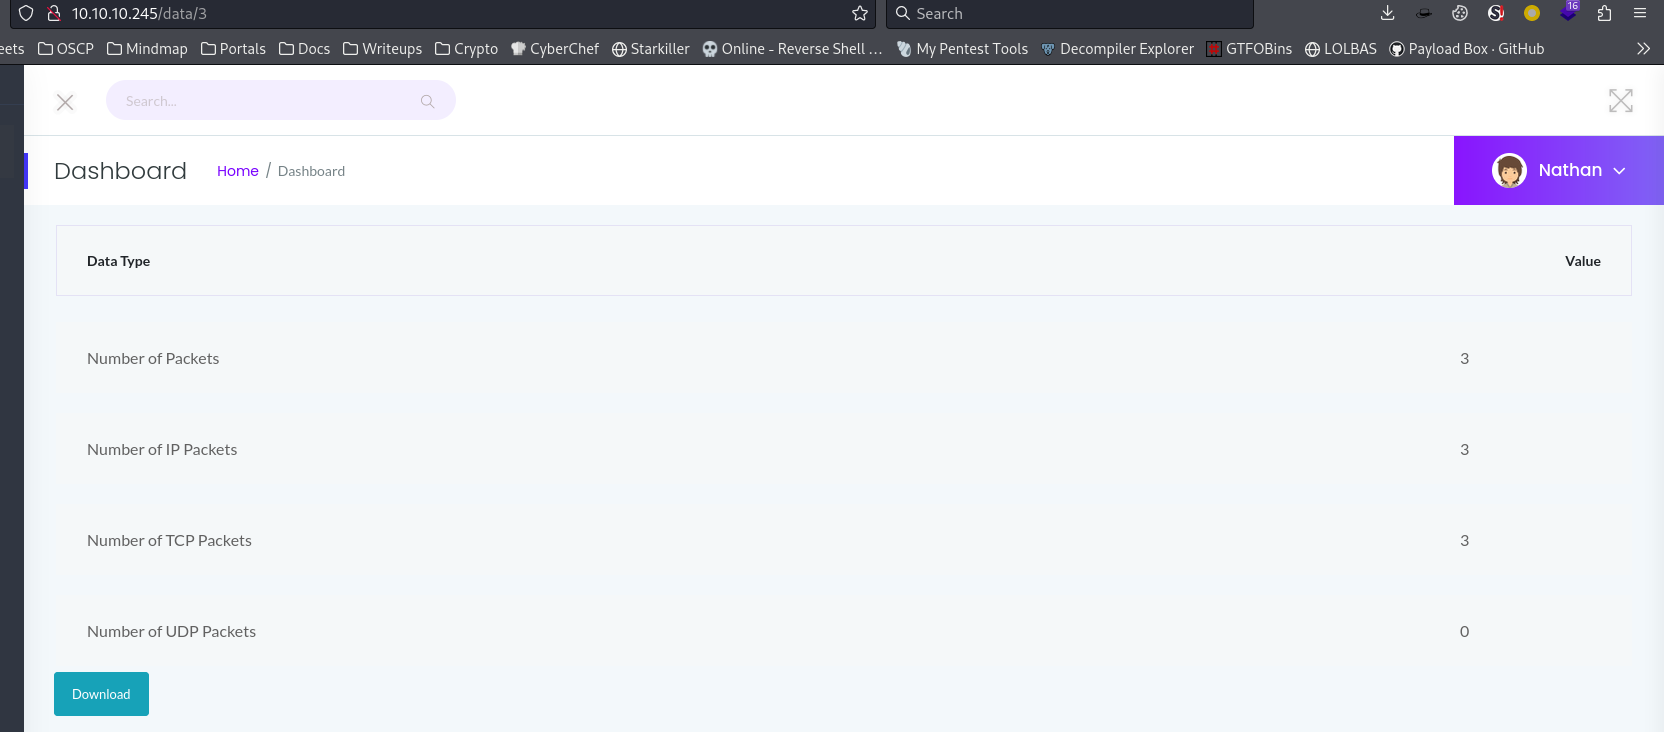 10.10.10.245/data/3
Search
16
eets OSCP Mindmap Portals Docs Writeups Crypto CyberChef Starkiller Online - Reverse Shell … My Pentest Tools Decompiler Explorer GTFOBins LOLBAS Payload Box · GitHub
Search...
Dashboard Home / Dashboard Nathan
Data Type Value
Number of Packets 3
Number of IP Packets 3
Number of TCP Packets 3
Number of UDP Packets 0
Download